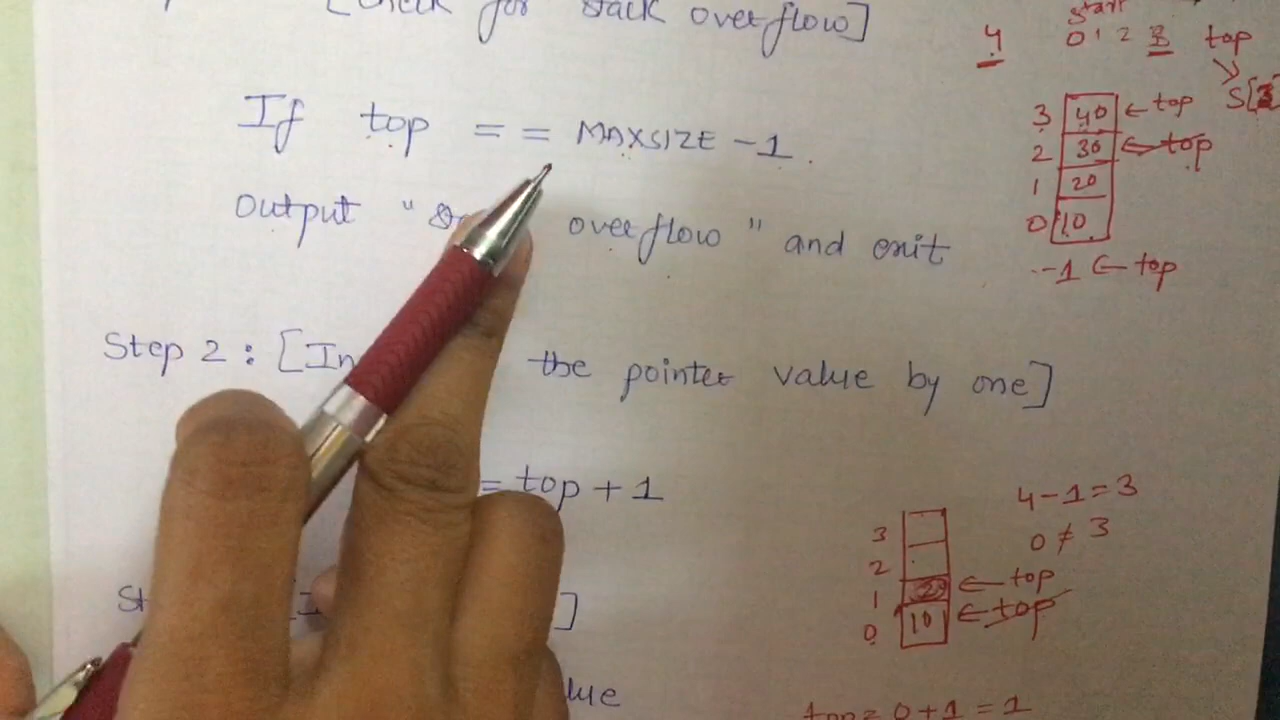 [Check for stack overflow]
If top == MAXSIZE -1.
Output " overflow" and exit
Step 2 : [In the pointer value by one]
= top + 1
St [I ]
lue
start
4 0 1 2 3 top
3 40 ← top
2 30 ← top
1 20
0 10
-1 ← top
4-1=3
0 ≠ 3
3
2
1 20 ← top
0 10 ← top
top = 0+1 = 1